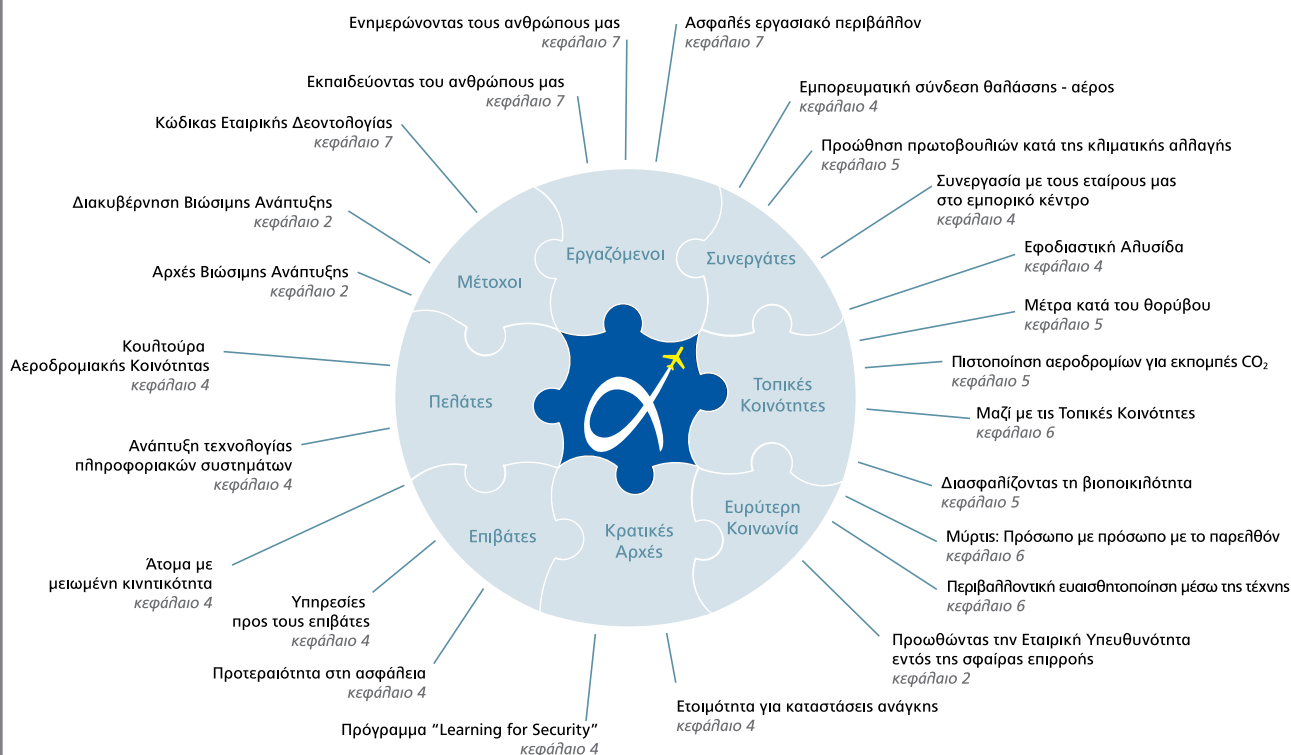 Ενημερώνοντας τους ανθρώπους μας
κεφάλαιο 7
Ασφαλές εργασιακό περιβάλλον
κεφάλαιο 7
Εκπαιδεύοντας του ανθρώπους μας
κεφάλαιο 7
Εμπορευματική σύνδεση θαλάσσης - αέρος
κεφάλαιο 4
Κώδικας Εταιρικής Δεοντολογίας
κεφάλαιο 7
Προώθηση πρωτοβουλιών κατά της κλιματικής αλλαγής
κεφάλαιο 5
Διακυβέρνηση Βιώσιμης Ανάπτυξης
κεφάλαιο 2
Συνεργασία με τους εταίρους μας
στο εμπορικό κέντρο
κεφάλαιο 4
Αρχές Βιώσιμης Ανάπτυξης
κεφάλαιο 2
Εφοδιαστική Αλυσίδα
κεφάλαιο 4
Μέτρα κατά του θορύβου
κεφάλαιο 5
Κουλτούρα
Αεροδρομιακής Κοινότητας
κεφάλαιο 4
Πιστοποίηση αεροδρομίων για εκπομπές CO₂
κεφάλαιο 5
Μαζί με τις Τοπικές Κοινότητες
κεφάλαιο 6
Ανάπτυξη τεχνολογίας
πληροφοριακών συστημάτων
κεφάλαιο 4
Διασφαλίζοντας τη βιοποικιλότητα
κεφάλαιο 5
Μύρτις: Πρόσωπο με πρόσωπο με το παρελθόν
κεφάλαιο 6
Άτομα με
μειωμένη κινητικότητα
κεφάλαιο 4
Περιβαλλοντική ευαισθητοποίηση μέσω της τέχνης
κεφάλαιο 6
Υπηρεσίες
προς τους επιβάτες
κεφάλαιο 4
Προωθώντας την Εταιρική Υπευθυνότητα
εντός της σφαίρας επιρροής
κεφάλαιο 2
Προτεραιότητα στη ασφάλεια
κεφάλαιο 4
Ετοιμότητα για καταστάσεις ανάγκης
κεφάλαιο 4
Πρόγραμμα “Learning for Security”
κεφάλαιο 4
Εργαζόμενοι
Συνεργάτες
Μέτοχοι
Τοπικές
Κοινότητες
Πελάτες
Ευρύτερη
Κοινωνία
Επιβάτες
Κρατικές
Αρχές